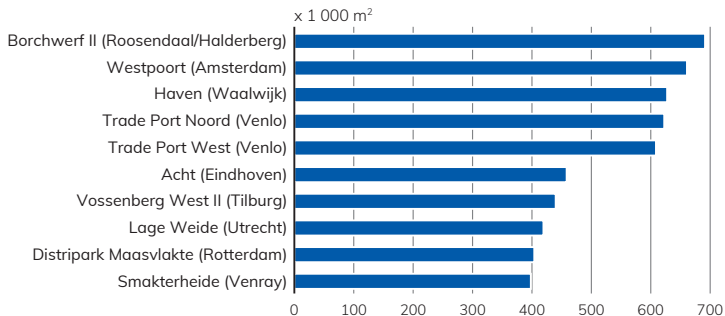 x 1 000 m²
Borchwerf II (Roosendaal/Halderberg)
Westpoort (Amsterdam)
Haven (Waalwijk)
Trade Port Noord (Venlo)
Trade Port West (Venlo)
Acht (Eindhoven)
Vossenberg West II (Tilburg)
Lage Weide (Utrecht)
Distripark Maasvlakte (Rotterdam)
Smakterheide (Venray)
0 100 200 300 400 500 600 700